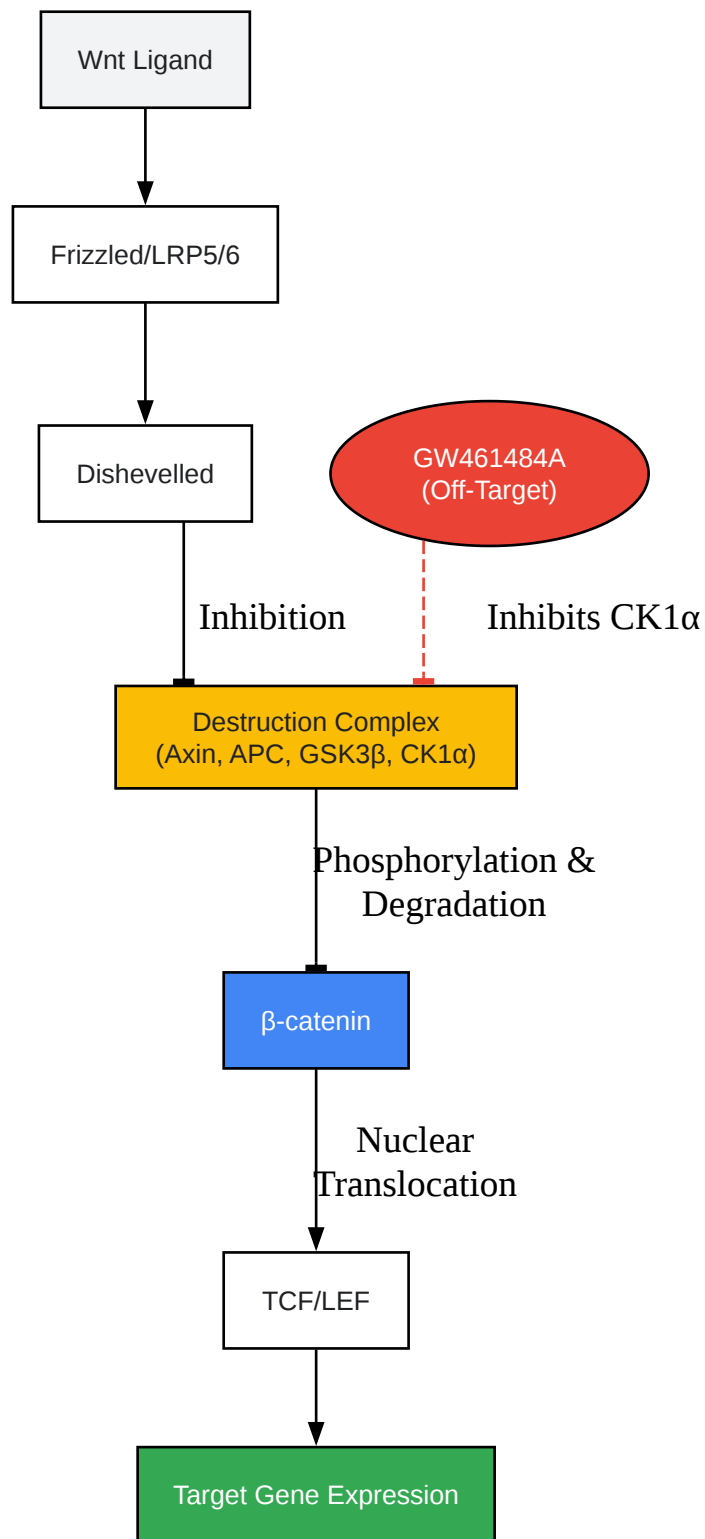 Wnt Ligand
Frizzled/LRP5/6
Dishevelled
GW461484A
(Off-Target)
Inhibition
Inhibits CK1α
Destruction Complex
(Axin, APC, GSK3β, CK1α)
Phosphorylation &
Degradation
β-catenin
Nuclear
Translocation
TCF/LEF
Target Gene Expression